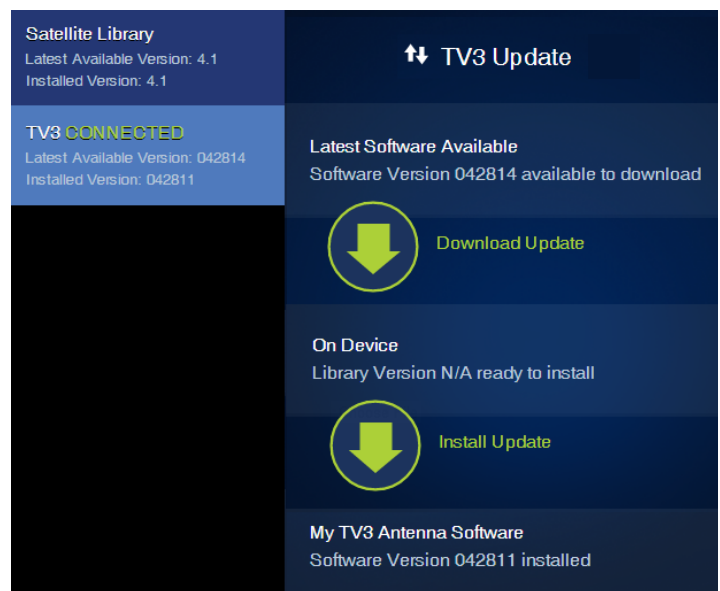 Satellite Library
Latest Available Version: 4.1
Installed Version: 4.1
TV3 CONNECTED
Latest Available Version: 042814
Installed Version: 042811
TV3 Update
Latest Software Available
Software Version 042814 available to download
Download Update
On Device
Library Version N/A ready to install
Install Update
My TV3 Antenna Software
Software Version 042811 installed